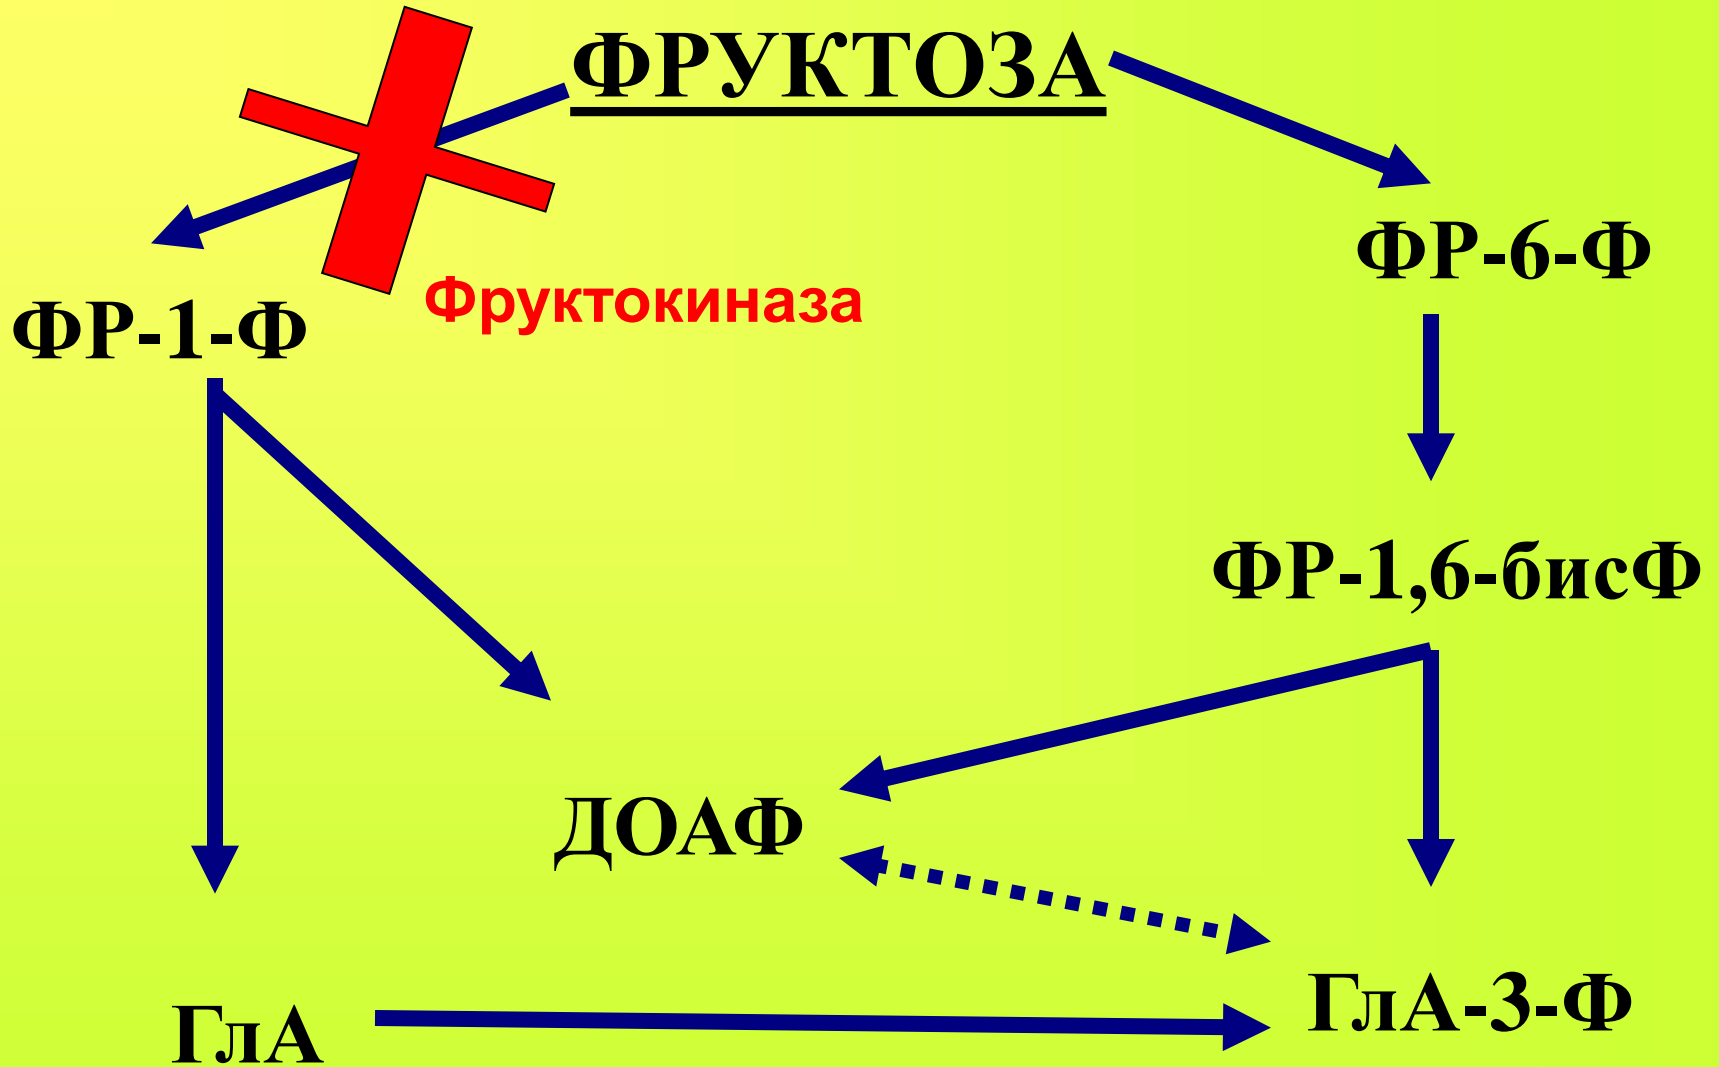 ФРУКТОЗА
ФР-6-Ф
Фруктокиназа
ФР-1-Ф
ФР-1,6-бисФ
ДОАФ
ГлА-3-Ф
ГлА